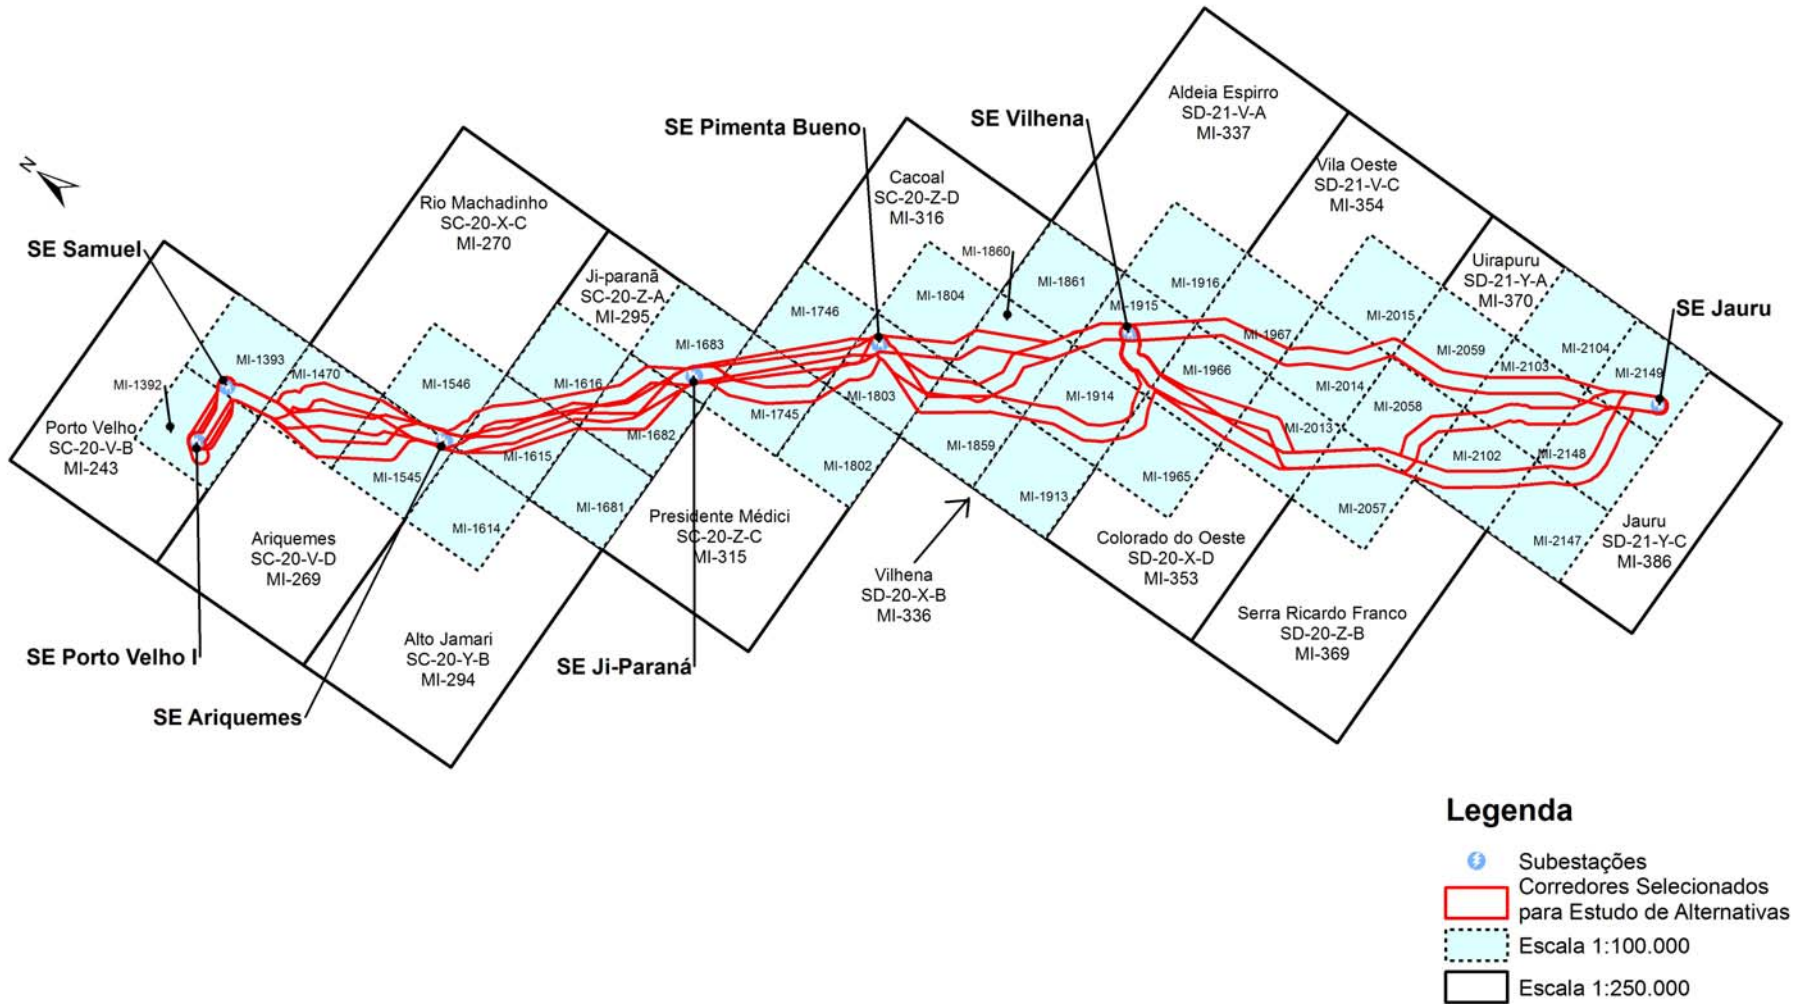 N
SE Samuel
SE Porto Velho I
SE Ariquemes
SE Ji-Paraná
SE Pimenta Bueno
SE Vilhena
SE Jauru
Porto Velho
SC-20-V-B
MI-243
Ariquemes
SC-20-V-D
MI-269
Rio Machadinho
SC-20-X-C
MI-270
Alto Jamari
SC-20-Y-B
MI-294
Ji-paranã
SC-20-Z-A
MI-295
Presidente Médici
SC-20-Z-C
MI-315
Cacoal
SC-20-Z-D
MI-316
Vilhena
SD-20-X-B
MI-336
Aldeia Espirro
SD-21-V-A
MI-337
Colorado do Oeste
SD-20-X-D
MI-353
Vila Oeste
SD-21-V-C
MI-354
Serra Ricardo Franco
SD-20-Z-B
MI-369
Uirapuru
SD-21-Y-A
MI-370
Jauru
SD-21-Y-C
MI-386
MI-1392
MI-1393
MI-1470
MI-1545
MI-1546
MI-1614
MI-1615
MI-1616
MI-1681
MI-1682
MI-1683
MI-1745
MI-1746
MI-1802
MI-1803
MI-1804
MI-1859
MI-1860
MI-1861
MI-1913
MI-1914
MI-1915
MI-1916
MI-1965
MI-1966
MI-1967
MI-2013
MI-2014
MI-2015
MI-2057
MI-2058
MI-2059
MI-2102
MI-2103
MI-2104
MI-2147
MI-2148
MI-2149
Legenda
Subestações
Corredores Selecionados
para Estudo de Alternativas
Escala 1:100.000
Escala 1:250.000